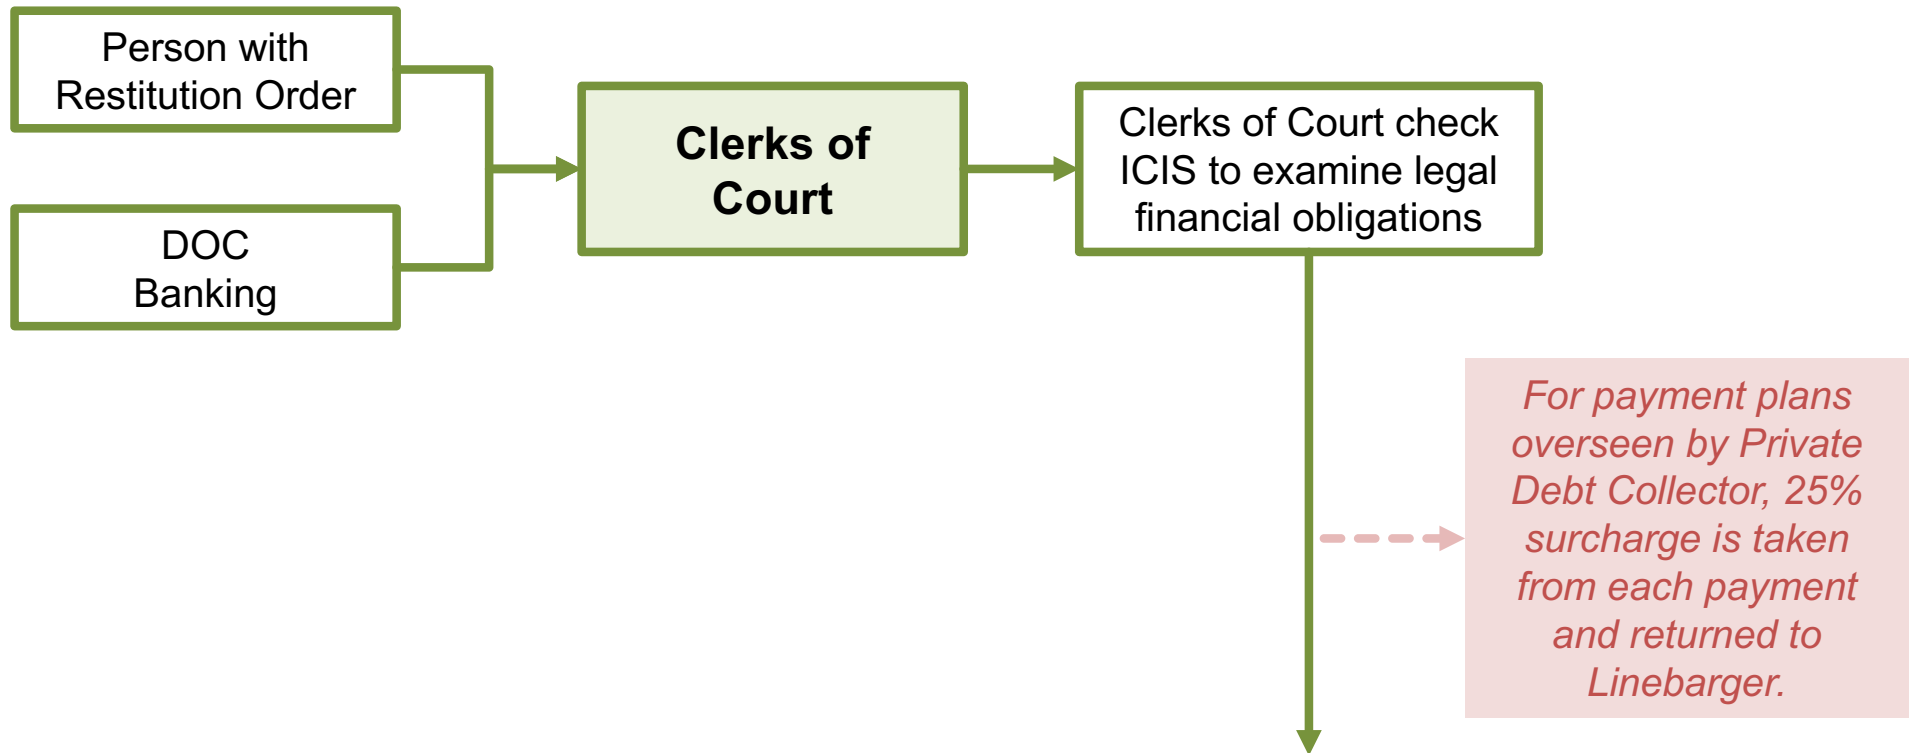 Person with
Restitution Order
DOC
Banking
Clerks of
Court
Clerks of Court check
ICIS to examine legal
financial obligations
For payment plans
overseen by Private
Debt Collector, 25%
surcharge is taken
from each payment
and returned to
Linebarger.